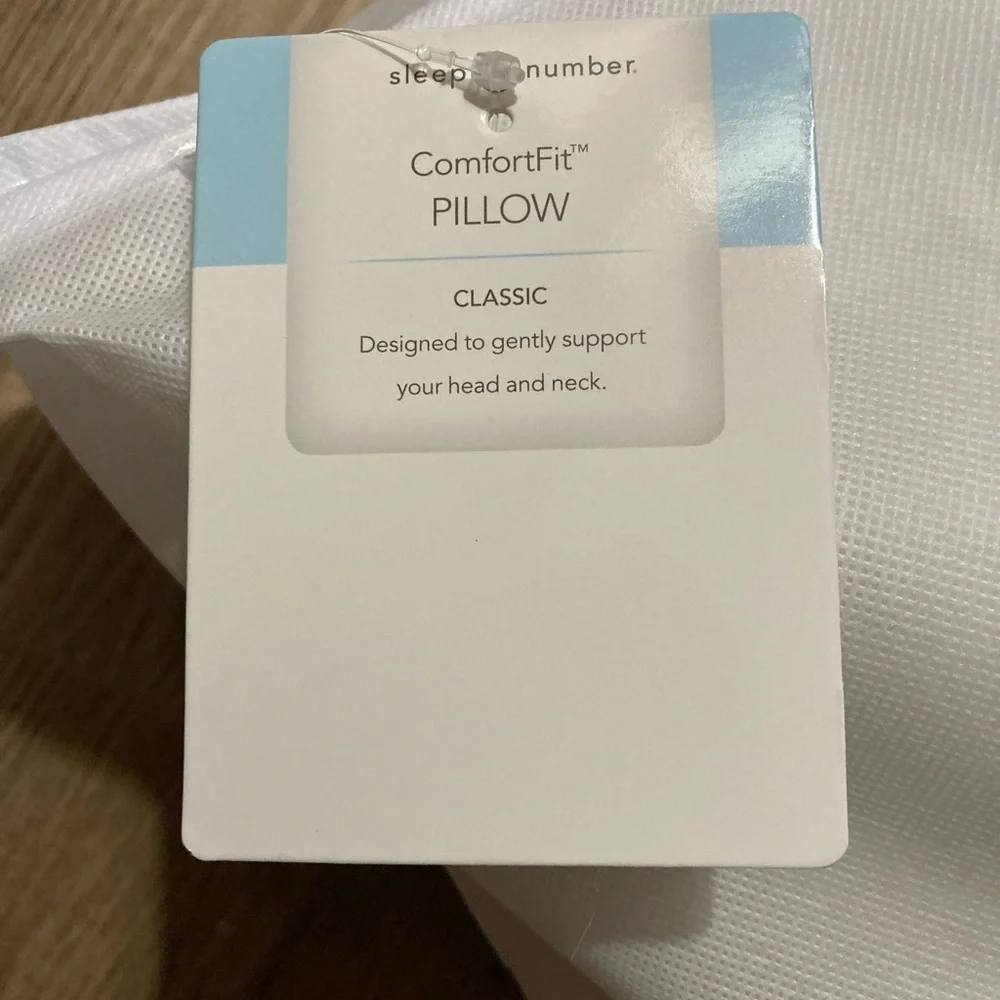 sleep number.
ComfortFit™
PILLOW
CLASSIC
Designed to gently support
your head and neck.